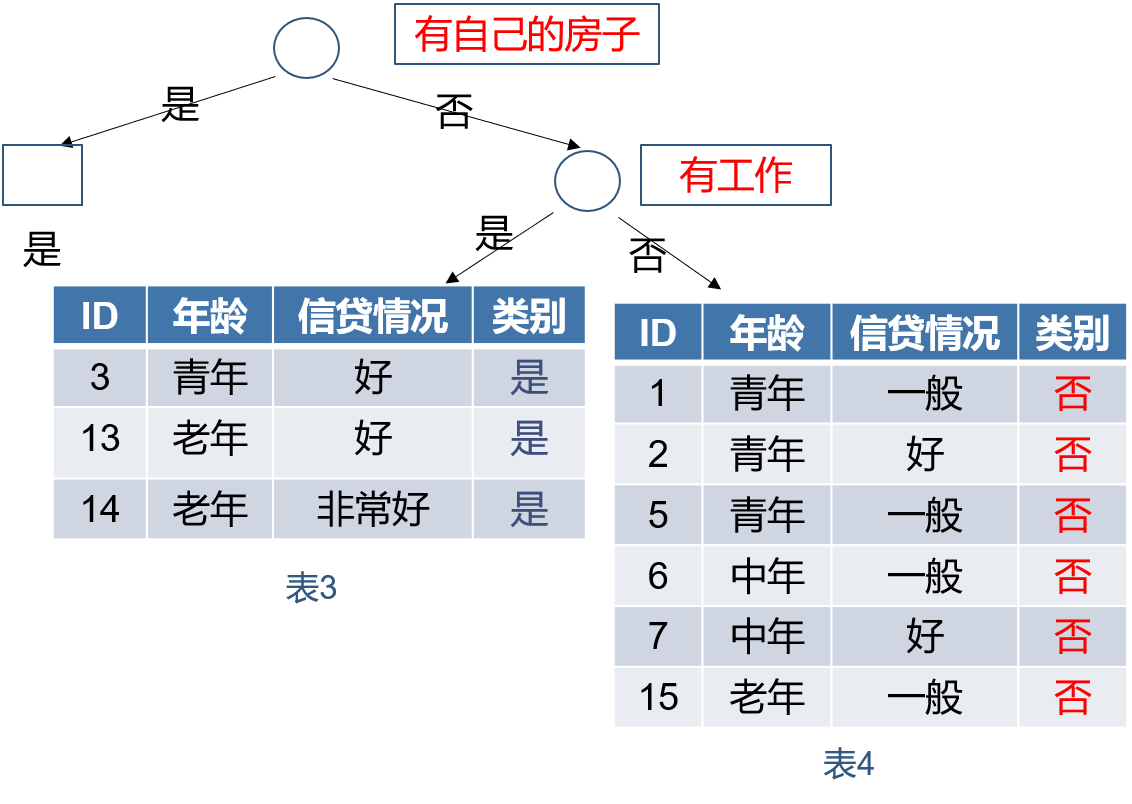 有自己的房子
是
否
有工作
是
是
否
ID 年龄 信贷情况 类别
3 青年 好 是
13 老年 好 是
14 老年 非常好 是
表3
ID 年龄 信贷情况 类别
1 青年 一般 否
2 青年 好 否
5 青年 一般 否
6 中年 一般 否
7 中年 好 否
15 老年 一般 否
表4